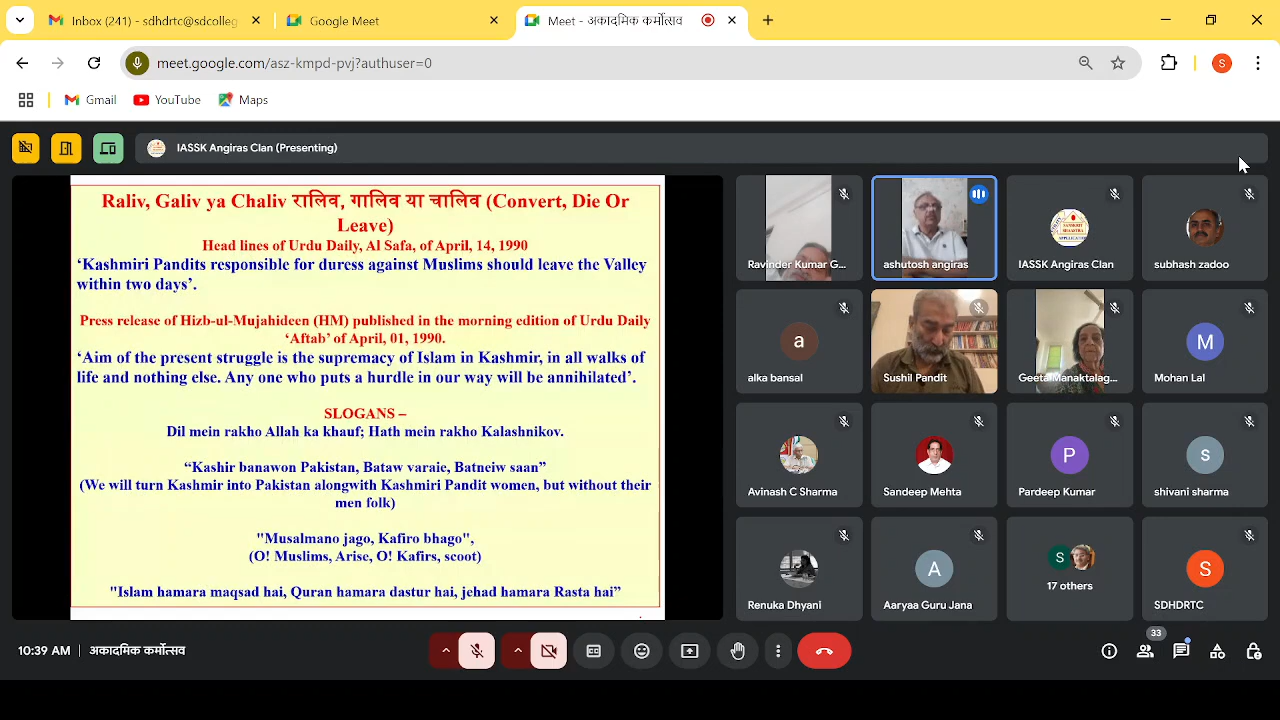 Inbox (241) - sdhdrtc@sdcolleg
Google Meet
Meet - अकादमिक कर्मोत्सव
meet.google.com/asz-kmpd-pvj?authuser=0
S
Gmail
YouTube
Maps
IASSK Angiras Clan (Presenting)
Raliv, Galiv ya Chaliv रालिव, गालिव या चालिव (Convert, Die Or
Leave)
Head lines of Urdu Daily, Al Safa, of April, 14, 1990
‘Kashmiri Pandits responsible for duress against Muslims should leave the Valley
within two days’.
Press release of Hizb-ul-Mujahideen (HM) published in the morning edition of Urdu Daily
‘Aftab’ of April, 01, 1990.
‘Aim of the present struggle is the supremacy of Islam in Kashmir, in all walks of
life and nothing else. Any one who puts a hurdle in our way will be annihilated’.
SLOGANS –
Dil mein rakho Allah ka khauf; Hath mein rakho Kalashnikov.
“Kashir banawon Pakistan, Bataw varaie, Batneiw saan”
(We will turn Kashmir into Pakistan alongwith Kashmiri Pandit women, but without their
men folk)
"Musalmano jago, Kafiro bhago",
(O! Muslims, Arise, O! Kafirs, scoot)
"Islam hamara maqsad hai, Quran hamara dastur hai, jehad hamara Rasta hai”
Ravinder Kumar G...
ashutosh angiras
IASSK Angiras Clan
subhash zadoo
a
M
alka bansal
Sushil Pandit
Geeta Manaktalag...
Mohan Lal
P
s
Avinash C Sharma
Sandeep Mehta
Pardeep Kumar
shivani sharma
A
S
S
Renuka Dhyani
Aaryaa Guru Jana
17 others
SDHDRTC
10:39 AM
अकादमिक कर्मोत्सव
33